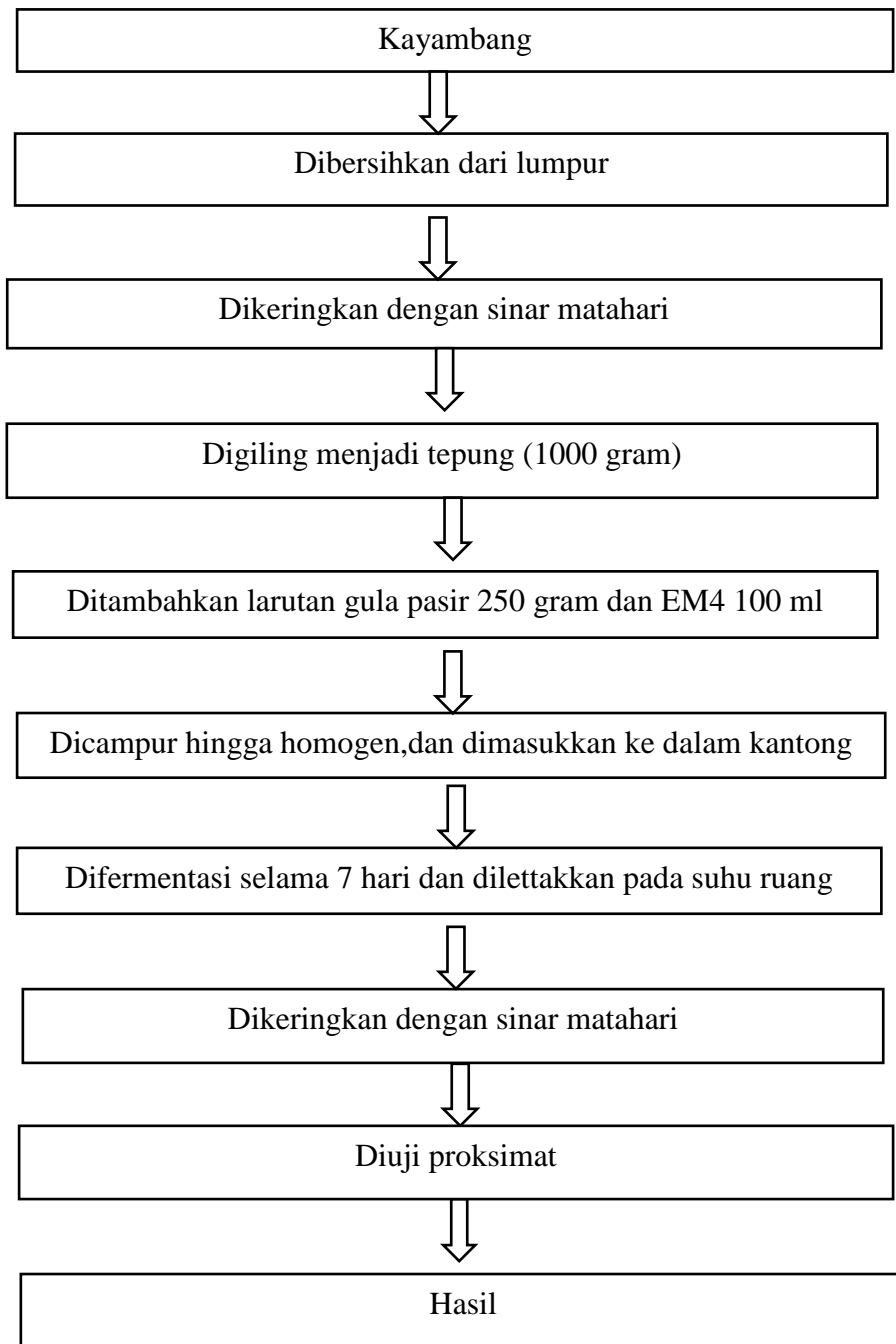 Kayambang
Dibersihkan dari lumpur
Dikeringkan dengan sinar matahari
Digiling menjadi tepung (1000 gram)
Ditambahkan larutan gula pasir 250 gram dan EM4 100 ml
Dicampur hingga homogen,dan dimasukkan ke dalam kantong
Difermentasi selama 7 hari dan dilettakkan pada suhu ruang
Dikeringkan dengan sinar matahari
Diuji proksimat
Hasil